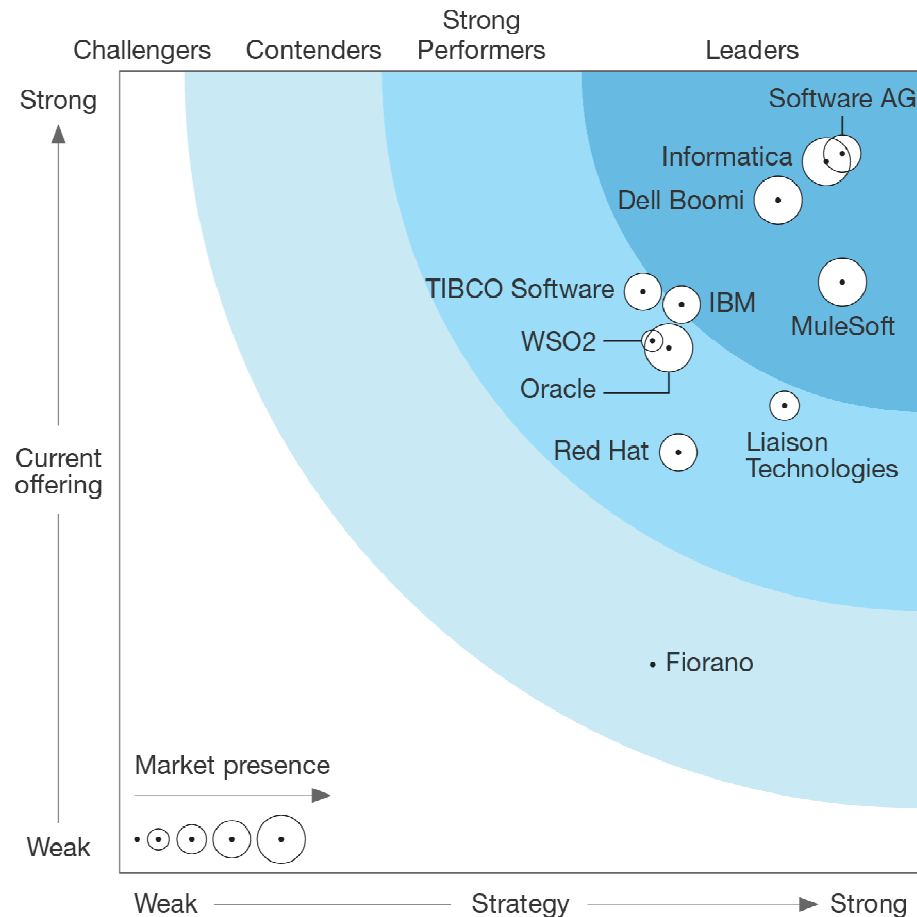 Strong
Challengers Contenders Performers Leaders
Strong
Software AG
Informatica
Dell Boomi
TIBCO Software
IBM
MuleSoft
WSO2
Oracle
Red Hat
Liaison
Technologies
Current
offering
Fiorano
Market presence
Weak
Weak Strategy Strong